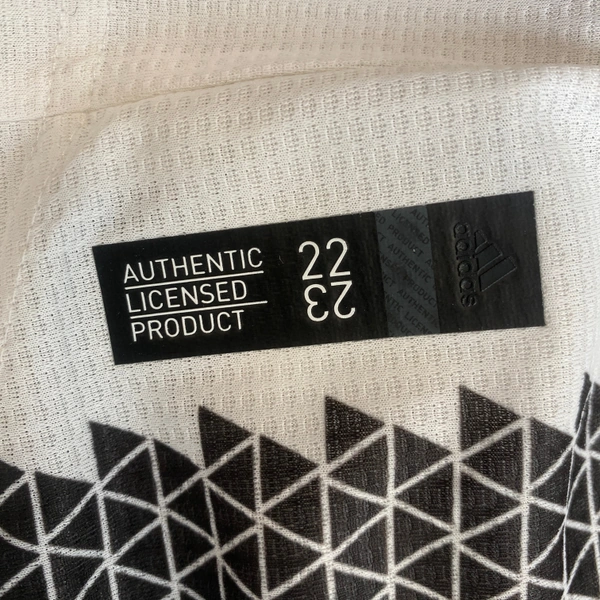 AUTHENTIC
LICENSED
PRODUCT
22
23
adidas